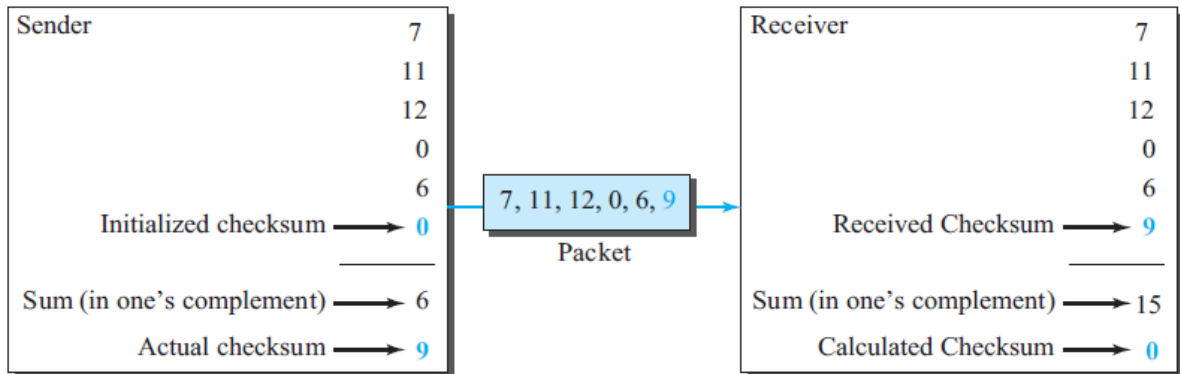 Sender
7
11
12
0
6
Initialized checksum 0
Sum (in one's complement) 6
Actual checksum 9
7, 11, 12, 0, 6, 9
Packet
Receiver
7
11
12
0
6
Received Checksum 9
Sum (in one's complement) 15
Calculated Checksum 0